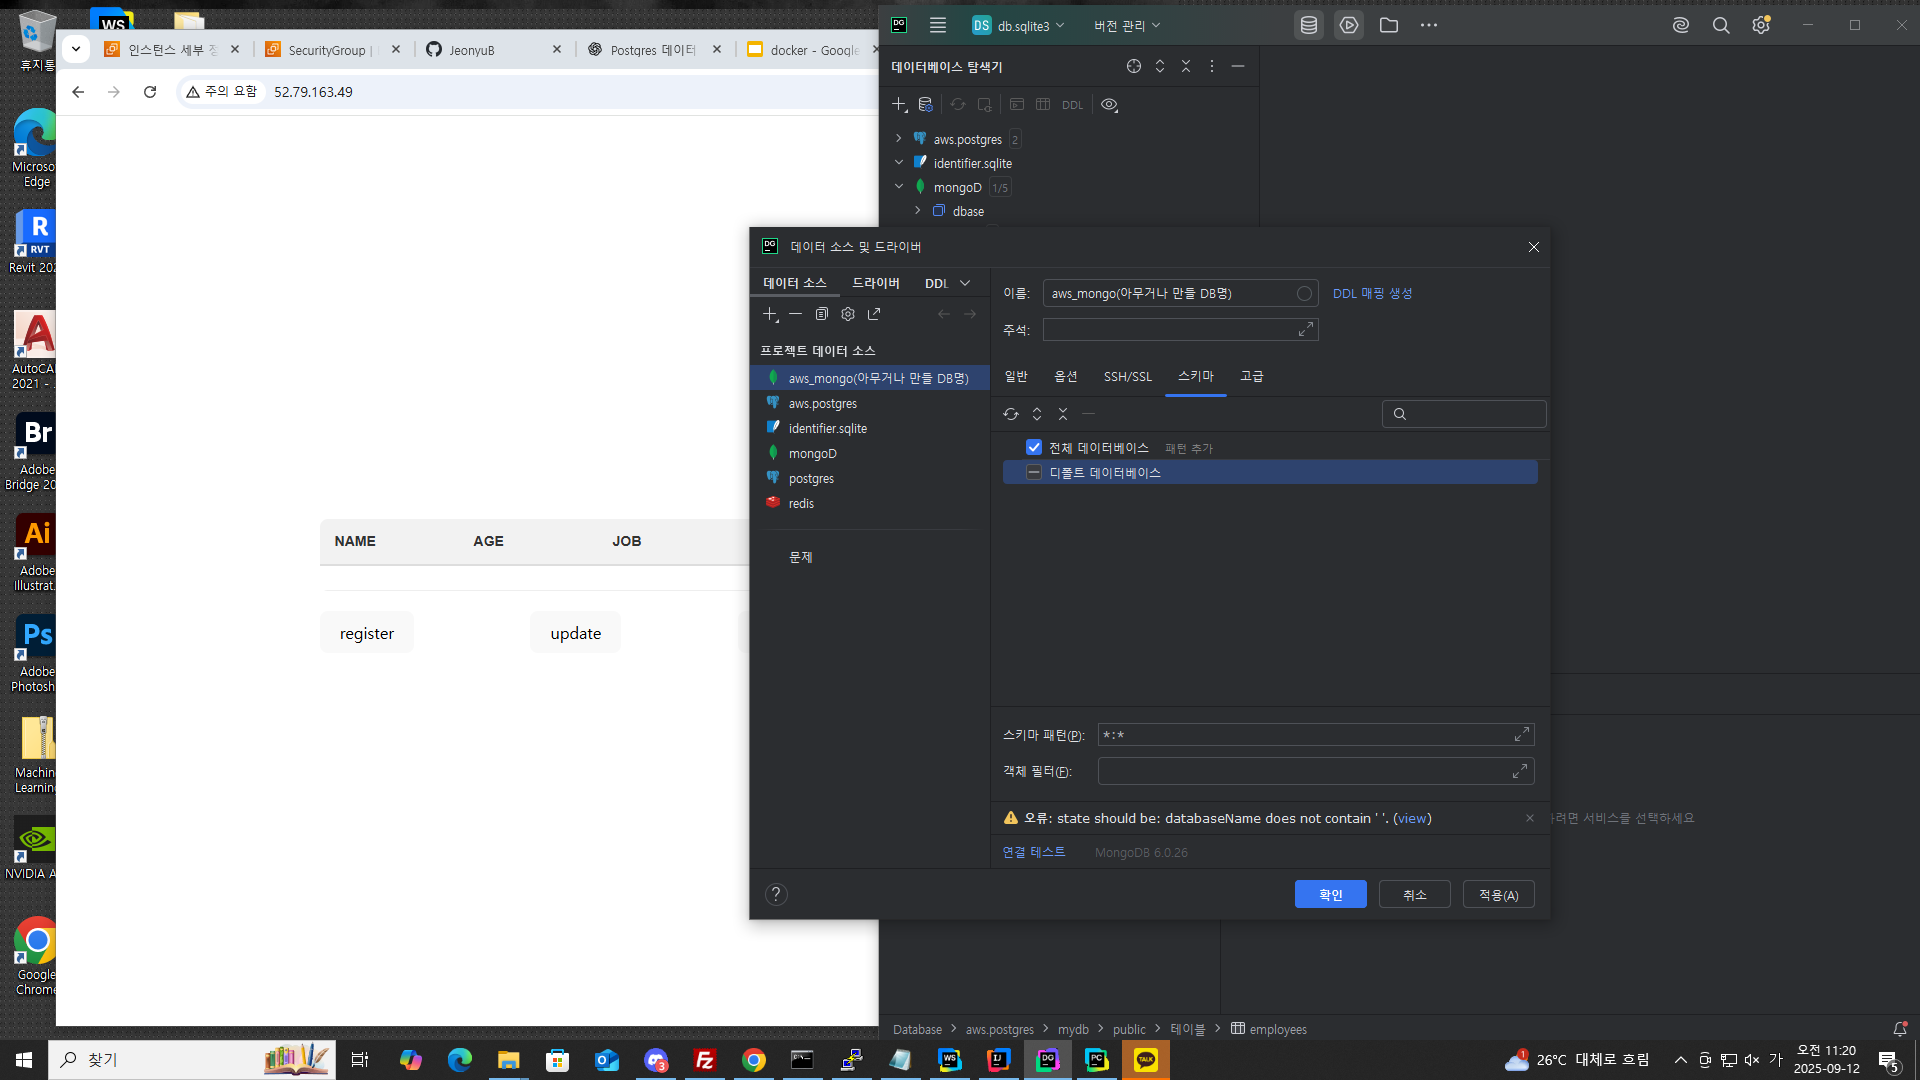 휴지통
WS
Microso
Edge
R
RVT
Revit 202
AutoCA
2021 - ..
Br
Adobe
Bridge 20
Ai
Adobe
Illustrat..
Ps
Adobe
Photosh
Machin
Learnin
NVIDIA A
Google
Chrome
인스턴스 세부 정
SecurityGroup |
JeonyuB
Postgres 데이터
docker - Google
주의 요함
52.79.163.49
NAME AGE JOB
register
update
DG
DS db.sqlite3
버전 관리
데이터베이스 탐색기
DDL
aws.postgres 2
identifier.sqlite
mongoD 1/5
dbase
데이터 소스 및 드라이버
데이터 소스 드라이버 DDL
프로젝트 데이터 소스
aws_mongo(아무거나 만들 DB명)
aws.postgres
identifier.sqlite
mongoD
postgres
redis
문제
이름: aws_mongo(아무거나 만들 DB명) DDL 매핑 생성
주석:
일반 옵션 SSH/SSL 스키마 고급
전체 데이터베이스 패턴 추가
디폴트 데이터베이스
스키마 패턴(P): *:*
객체 필터(F):
오류: state should be: databaseName does not contain ' '. (view)
연결 테스트 MongoDB 6.0.26
? 확인 취소 적용(A)
려면 서비스를 선택하세요
Database > aws.postgres > mydb > public > 테이블 > employees
찾기
26°C 대체로 흐림
가
오전 11:20
2025-09-12
5